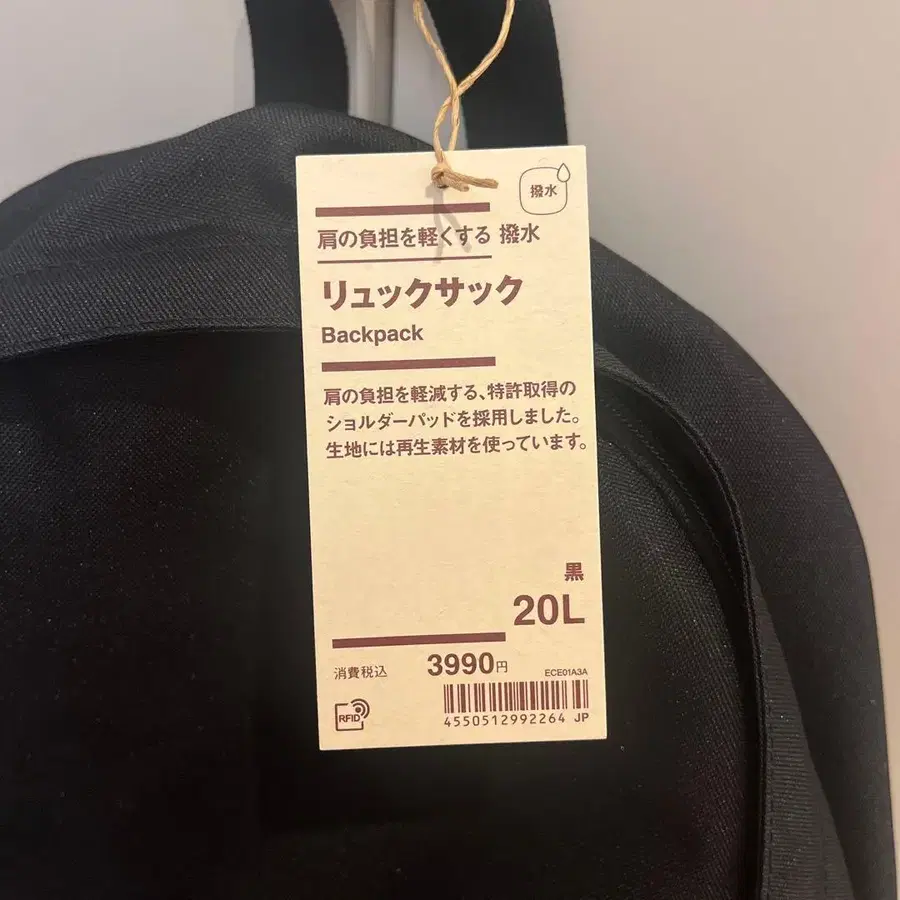 撥水
肩の負担を軽くする 撥水
リュックサック
Backpack
肩の負担を軽減する、特許取得の
ショルダーパッドを採用しました。
生地には再生素材を使っています。
黒
20L
消費税込 3990円
ECE01A3A
RFID
4550512992264 JP